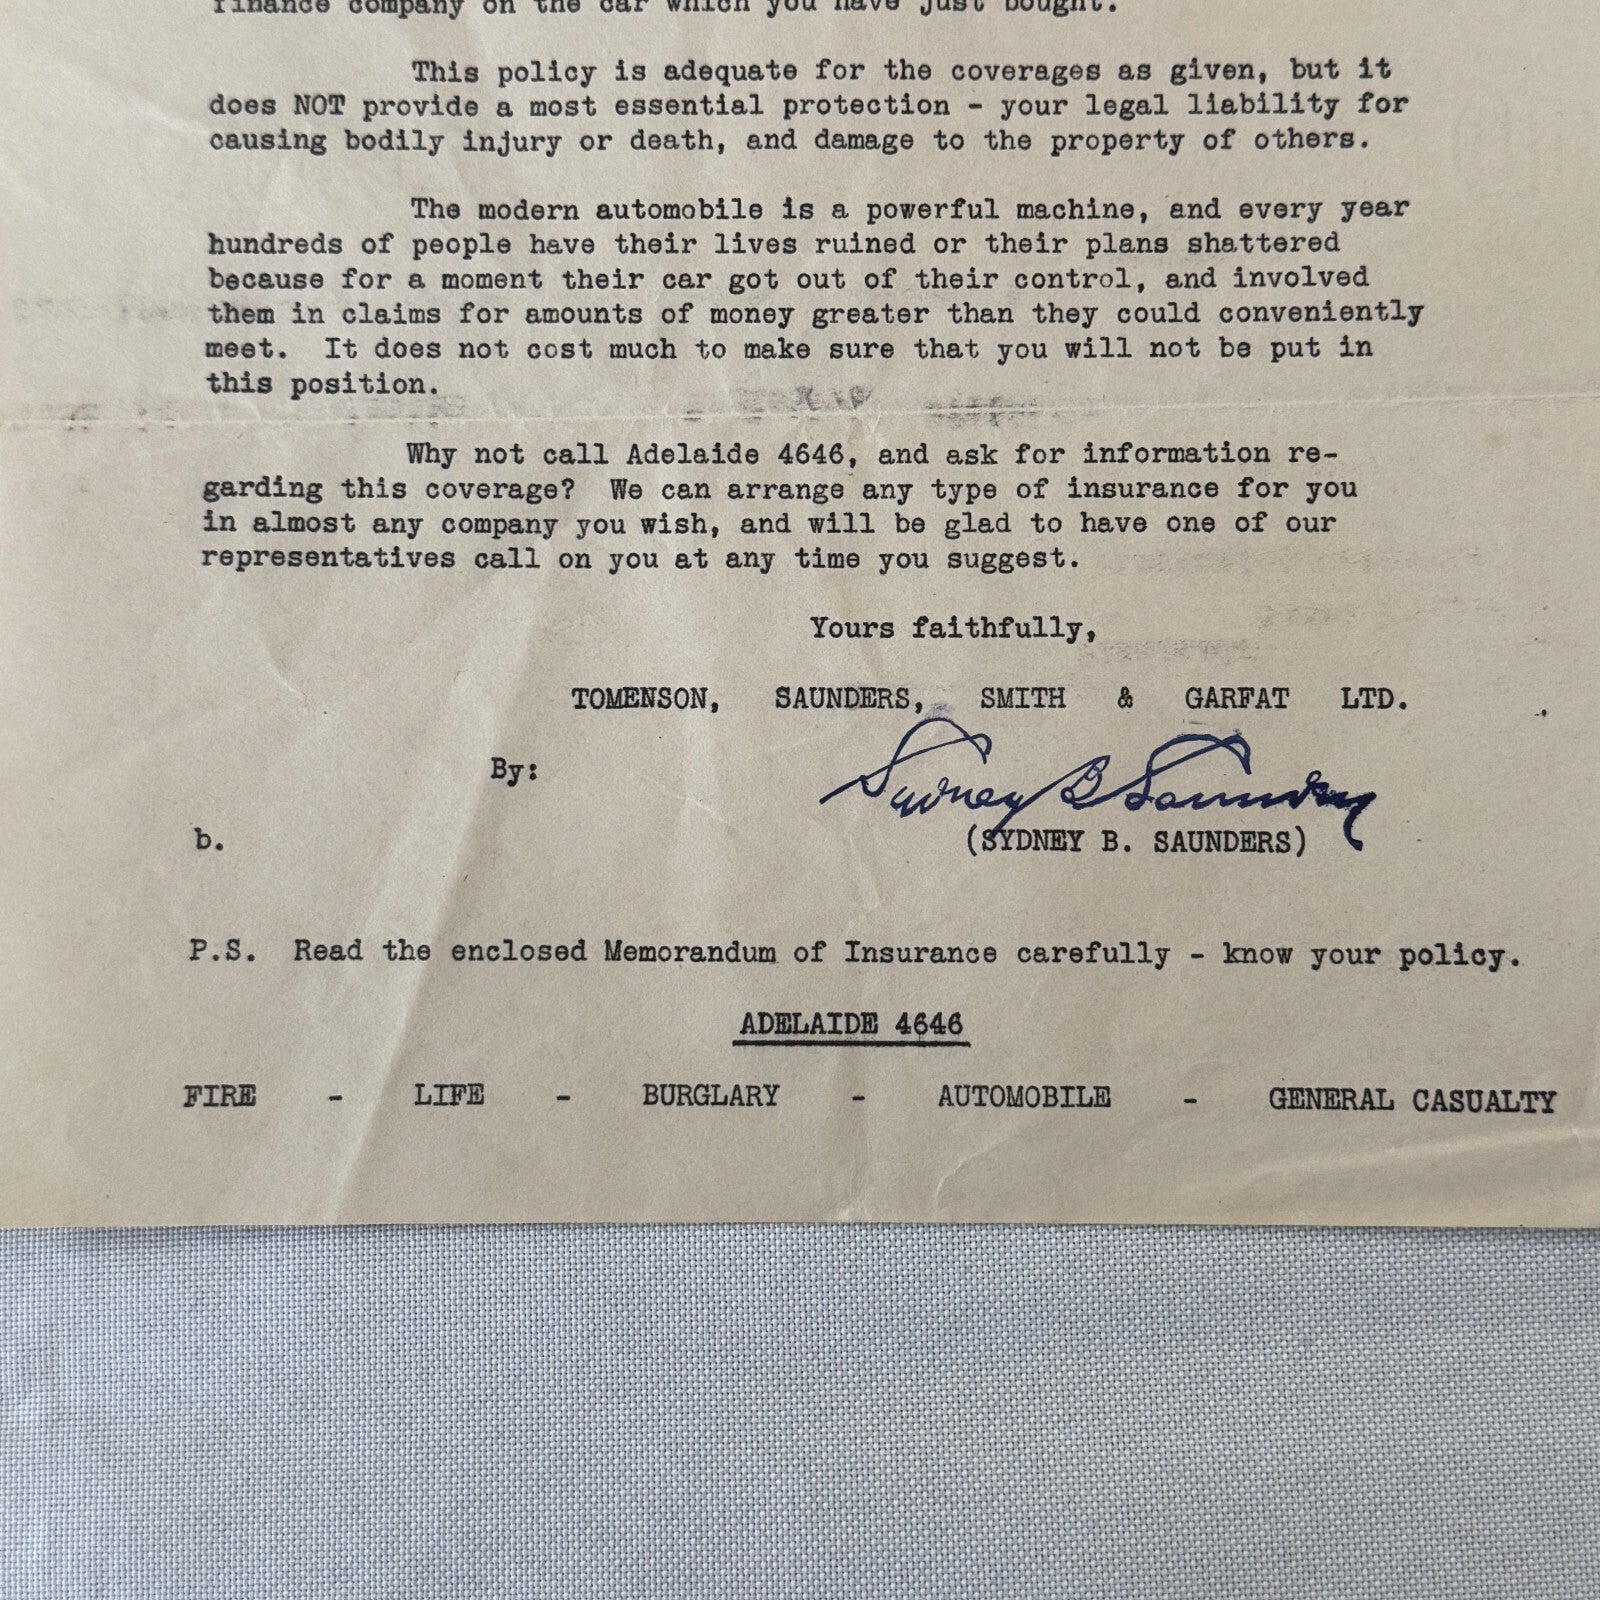 finance company on the car which you have just bought.
This policy is adequate for the coverages as given, but it
does NOT provide a most essential protection - your legal liability for
causing bodily injury or death, and damage to the property of others.
The modern automobile is a powerful machine, and every year
hundreds of people have their lives ruined or their plans shattered
because for a moment their car got out of their control, and involved
them in claims for amounts of money greater than they could conveniently
meet. It does not cost much to make sure that you will not be put in
this position.
Why not call Adelaide 4646, and ask for information re-
garding this coverage? We can arrange any type of insurance for you
in almost any company you wish, and will be glad to have one of our
representatives call on you at any time you suggest.
Yours faithfully,
TOMENSON, SAUNDERS, SMITH & GARFAT LTD.
By: Sydney B Saunders
b. (SYDNEY B. SAUNDERS)
P.S. Read the enclosed Memorandum of Insurance carefully - know your policy.
ADELAIDE 4646
FIRE - LIFE - BURGLARY - AUTOMOBILE - GENERAL CASUALTY